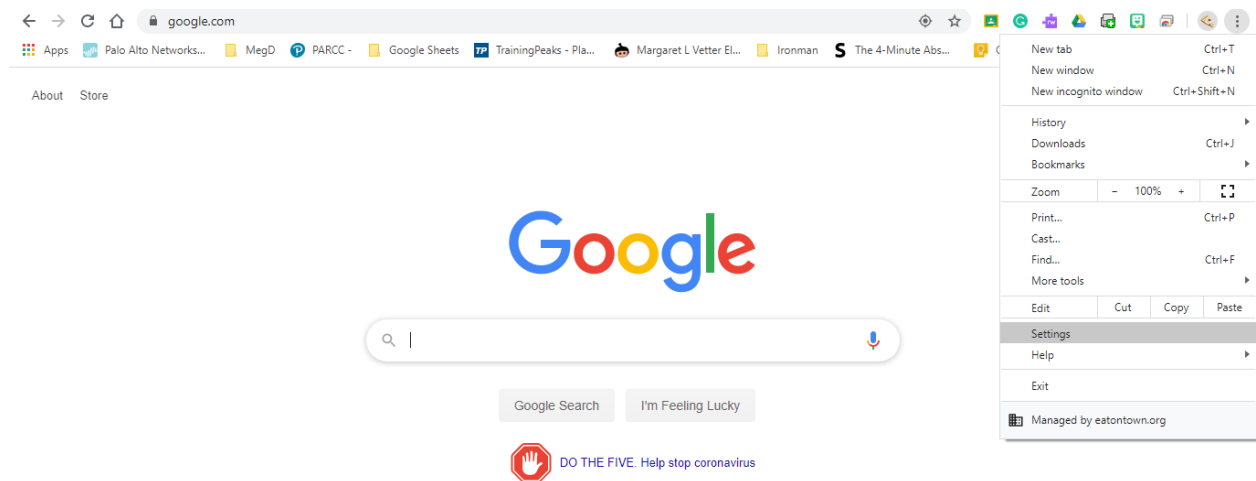 google.com
Apps Palo Alto Networks... MegD PARCC - Google Sheets TP TrainingPeaks - Pla... Margaret L Vetter El... Ironman S The 4-Minute Abs...
About Store
New tab Ctrl+T
New window Ctrl+N
New incognito window Ctrl+Shift+N
History
Downloads Ctrl+J
Bookmarks
Zoom - 100% +
Print... Ctrl+P
Cast...
Find... Ctrl+F
More tools
Edit Cut Copy Paste
Settings
Help
Exit
Managed by eatontown.org
Google
Google Search I'm Feeling Lucky
DO THE FIVE. Help stop coronavirus